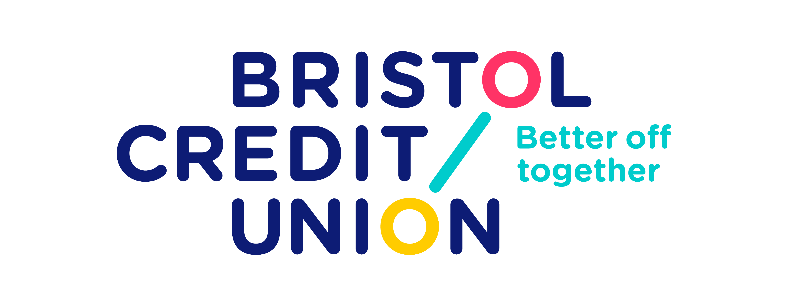 BRISTOL
CREDIT
UNION
Better off
together